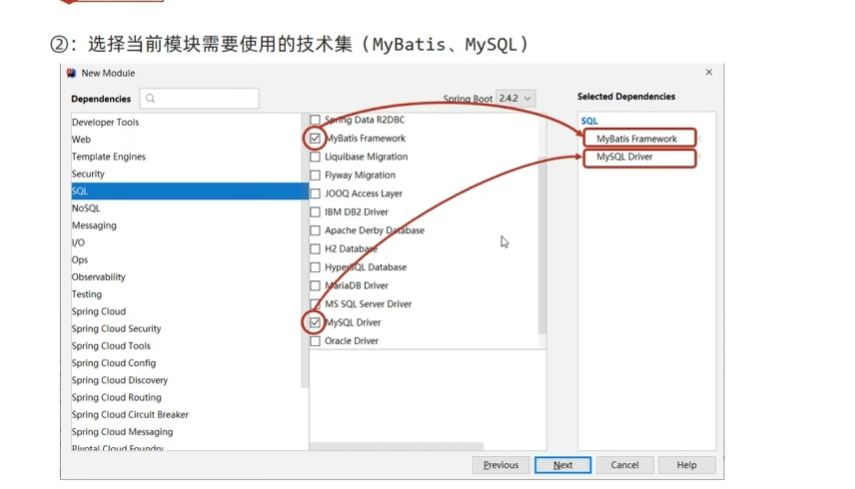 ②：选择当前模块需要使用的技术集（MyBatis、MySQL）
New Module
Dependencies
Spring Boot 2.4.2
Selected Dependencies
Developer Tools
Web
Template Engines
Security
SQL
NoSQL
Messaging
I/O
Ops
Observability
Testing
Spring Cloud
Spring Cloud Security
Spring Cloud Tools
Spring Cloud Config
Spring Cloud Discovery
Spring Cloud Routing
Spring Cloud Circuit Breaker
Spring Cloud Messaging
Pivotal Cloud Foundry
Spring Data R2DBC
MyBatis Framework
Liquibase Migration
Flyway Migration
JOOQ Access Layer
IBM DB2 Driver
Apache Derby Database
H2 Database
HyperSQL Database
MariaDB Driver
MS SQL Server Driver
MySQL Driver
Oracle Driver
SQL
MyBatis Framework
MySQL Driver
Previous
Next
Cancel
Help